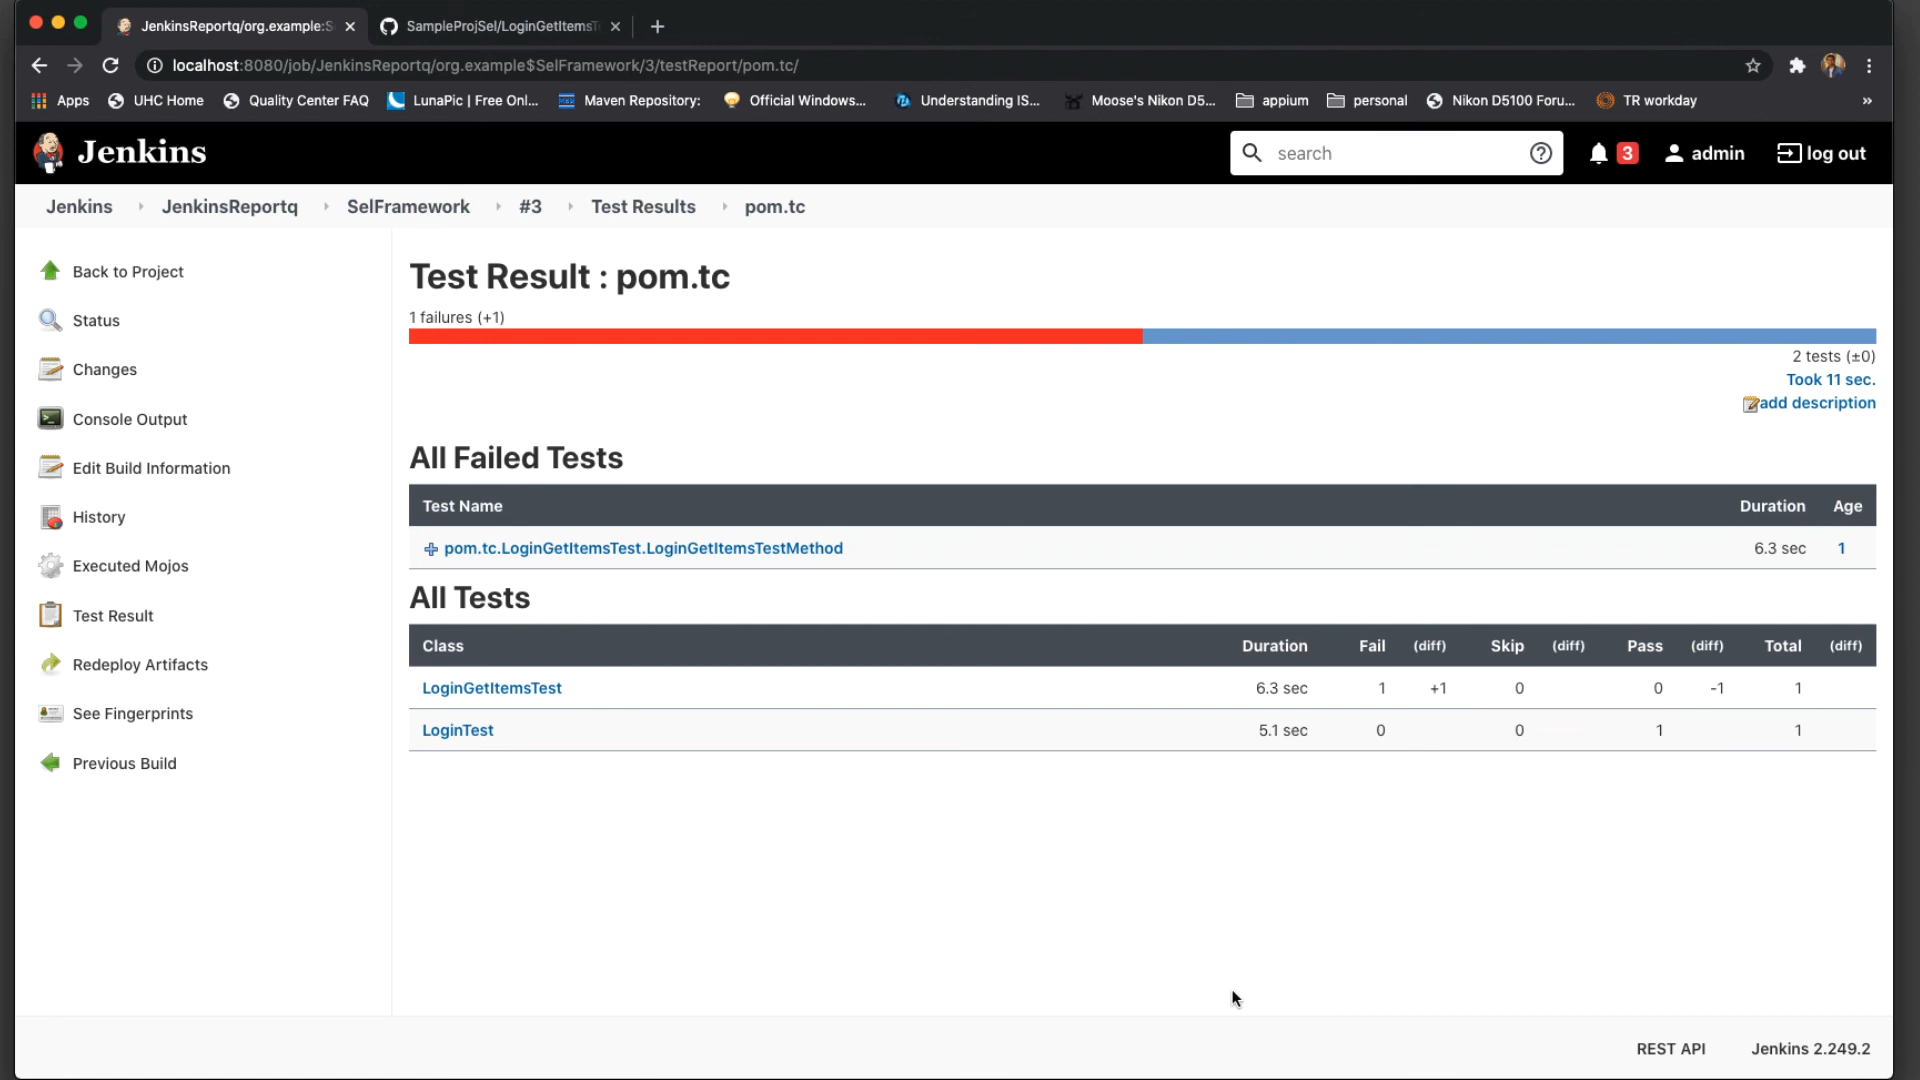 JenkinsReportq/org.example:S
SampleProjSel/LoginGetItemsT
localhost:8080/job/JenkinsReportq/org.example$SelFramework/3/testReport/pom.tc/
Apps UHC Home Quality Center FAQ LunaPic | Free Onl... Maven Repository: Official Windows... Understanding IS... Moose's Nikon D5... appium personal Nikon D5100 Foru... TR workday »
Jenkins search 3 admin log out
Jenkins JenkinsReportq SelFramework #3 Test Results pom.tc
Back to Project
Status
Changes
Console Output
Edit Build Information
History
Executed Mojos
Test Result
Redeploy Artifacts
See Fingerprints
Previous Build
Test Result : pom.tc
1 failures (+1)
2 tests (±0)
Took 11 sec.
add description
All Failed Tests
Test Name Duration Age
pom.tc.LoginGetItemsTest.LoginGetItemsTestMethod 6.3 sec 1
All Tests
Class Duration Fail (diff) Skip (diff) Pass (diff) Total (diff)
LoginGetItemsTest 6.3 sec 1 +1 0 0 -1 1
LoginTest 5.1 sec 0 0 1 1
REST API Jenkins 2.249.2